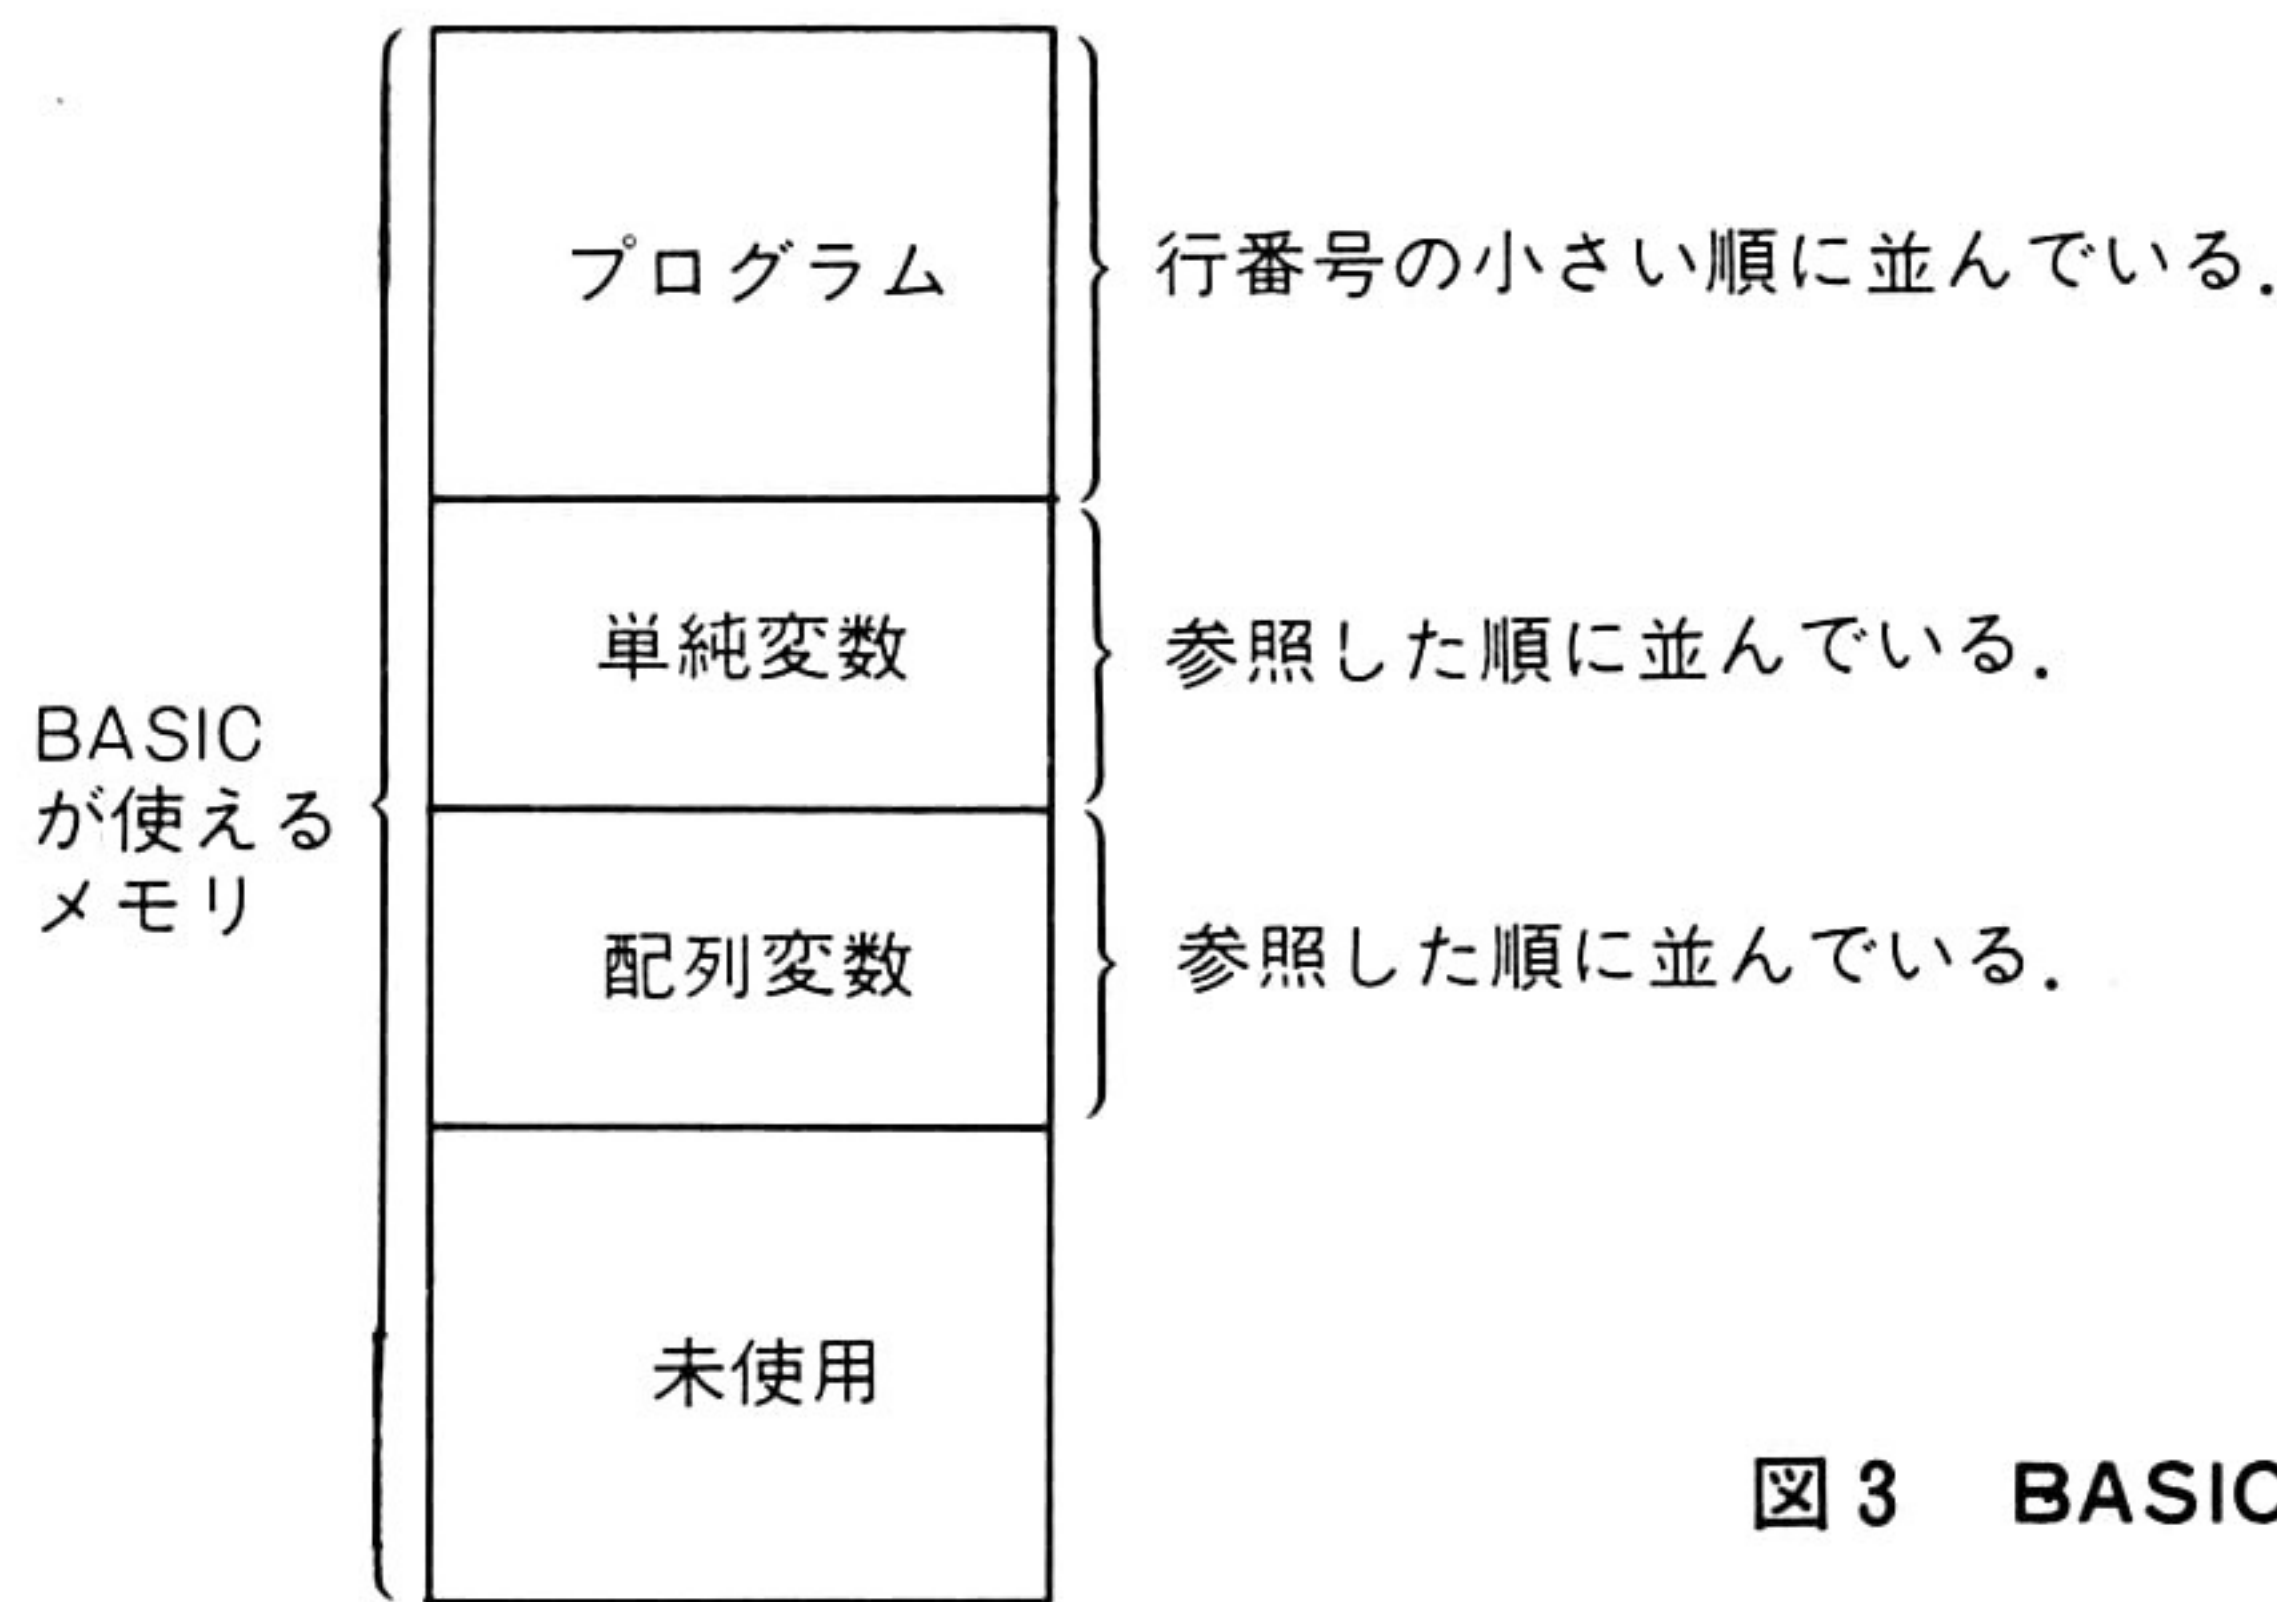 プログラム
行番号の小さい順に並んでいる.
単純変数
参照した順に並んでいる.
BASIC
が使える
メモリ
配列変数
参照した順に並んでいる.
未使用
図3 BASIC